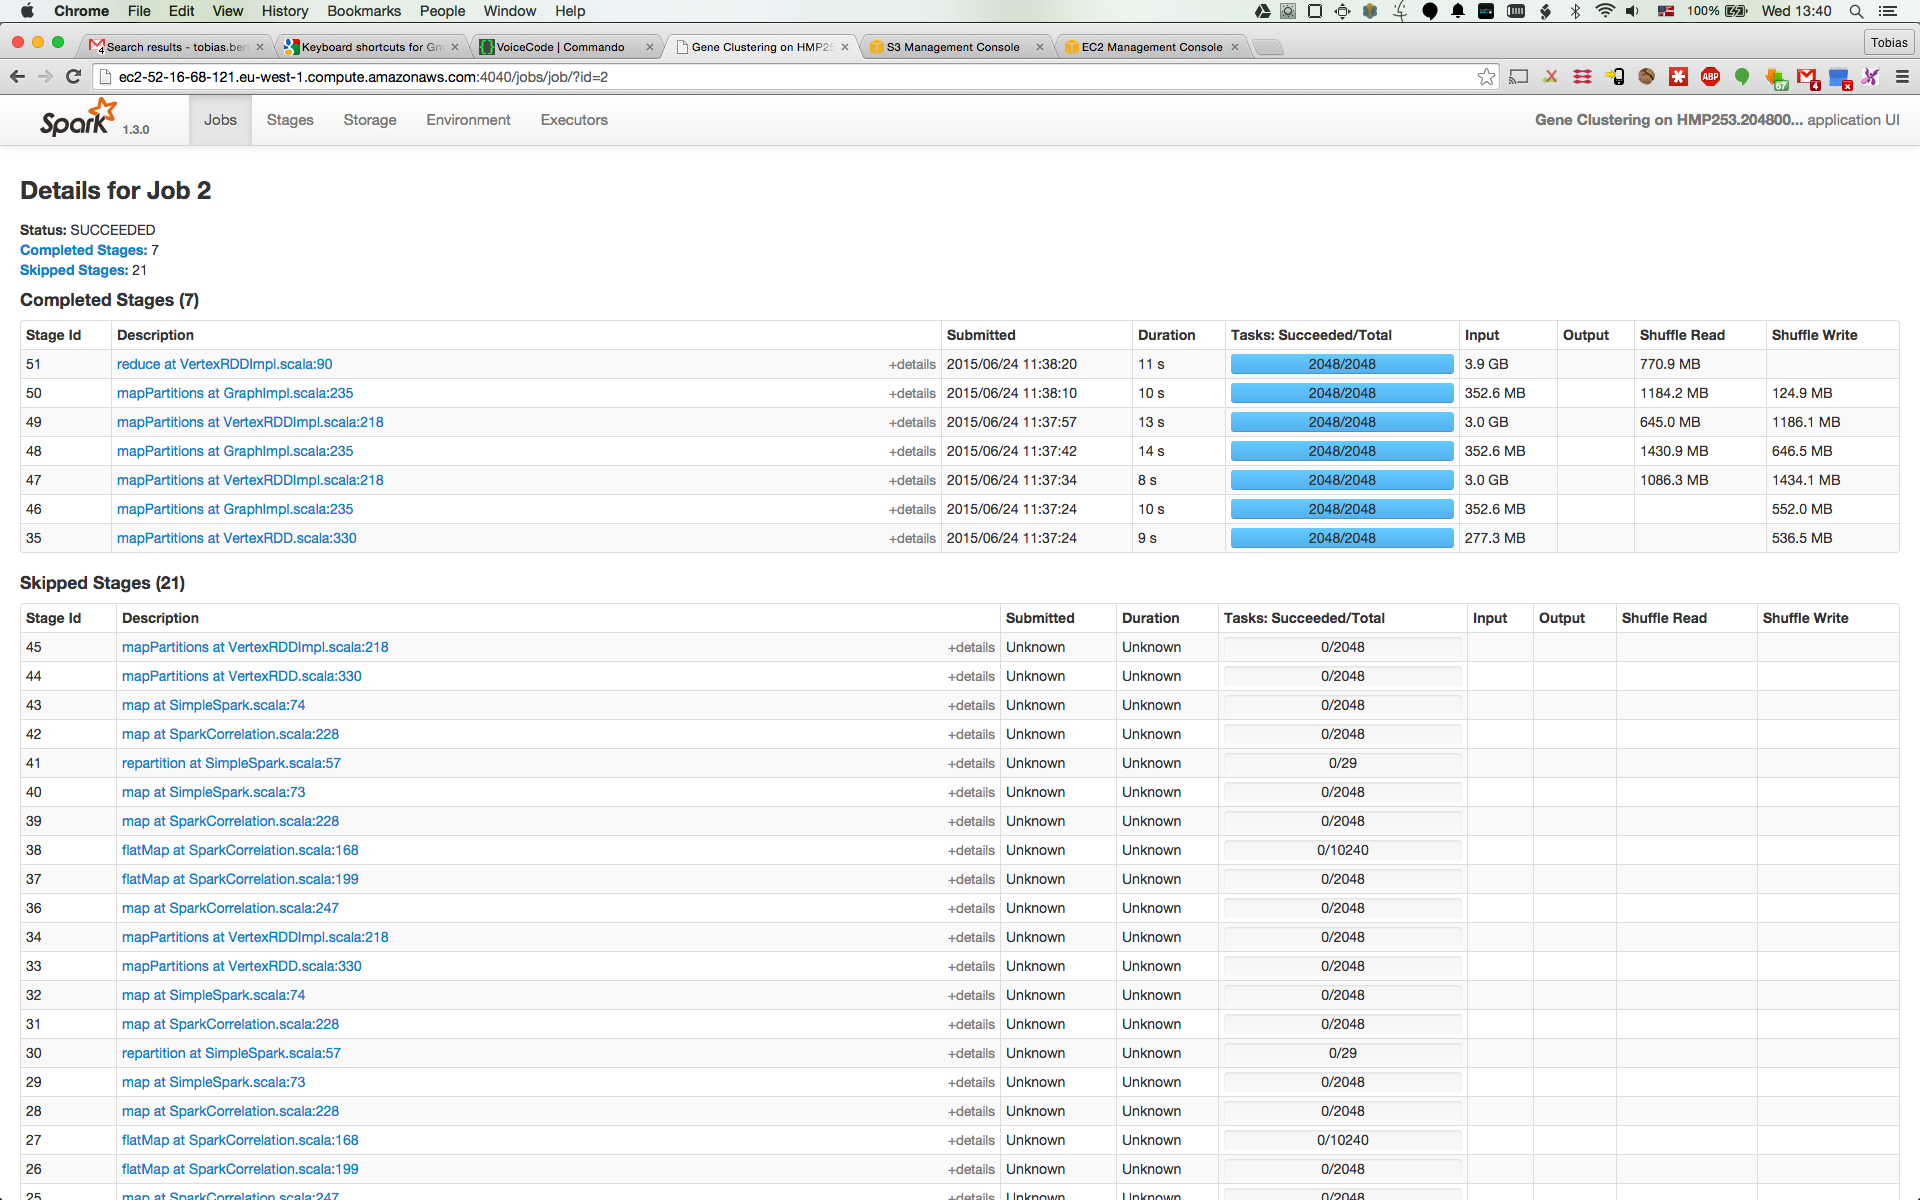 Chrome File Edit View History Bookmarks People Window Help 100% Wed 13:40
4 Search results - tobias.ber Keyboard shortcuts for Gm VoiceCode | Commando Gene Clustering on HMP25 S3 Management Console EC2 Management Console Tobias
ec2-52-16-68-121.eu-west-1.compute.amazonaws.com:4040/jobs/job/?id=2 ABP 67 4
Spark 1.3.0 Jobs Stages Storage Environment Executors Gene Clustering on HMP253.204800... application UI
Details for Job 2
Status: SUCCEEDED
Completed Stages: 7
Skipped Stages: 21
Completed Stages (7)
Stage Id Description Submitted Duration Tasks: Succeeded/Total Input Output Shuffle Read Shuffle Write
51 reduce at VertexRDDImpl.scala:90 +details 2015/06/24 11:38:20 11 s 2048/2048 3.9 GB 770.9 MB
50 mapPartitions at GraphImpl.scala:235 +details 2015/06/24 11:38:10 10 s 2048/2048 352.6 MB 1184.2 MB 124.9 MB
49 mapPartitions at VertexRDDImpl.scala:218 +details 2015/06/24 11:37:57 13 s 2048/2048 3.0 GB 645.0 MB 1186.1 MB
48 mapPartitions at GraphImpl.scala:235 +details 2015/06/24 11:37:42 14 s 2048/2048 352.6 MB 1430.9 MB 646.5 MB
47 mapPartitions at VertexRDDImpl.scala:218 +details 2015/06/24 11:37:34 8 s 2048/2048 3.0 GB 1086.3 MB 1434.1 MB
46 mapPartitions at GraphImpl.scala:235 +details 2015/06/24 11:37:24 10 s 2048/2048 352.6 MB 552.0 MB
35 mapPartitions at VertexRDD.scala:330 +details 2015/06/24 11:37:24 9 s 2048/2048 277.3 MB 536.5 MB
Skipped Stages (21)
Stage Id Description Submitted Duration Tasks: Succeeded/Total Input Output Shuffle Read Shuffle Write
45 mapPartitions at VertexRDDImpl.scala:218 +details Unknown Unknown 0/2048
44 mapPartitions at VertexRDD.scala:330 +details Unknown Unknown 0/2048
43 map at SimpleSpark.scala:74 +details Unknown Unknown 0/2048
42 map at SparkCorrelation.scala:228 +details Unknown Unknown 0/2048
41 repartition at SimpleSpark.scala:57 +details Unknown Unknown 0/29
40 map at SimpleSpark.scala:73 +details Unknown Unknown 0/2048
39 map at SparkCorrelation.scala:228 +details Unknown Unknown 0/2048
38 flatMap at SparkCorrelation.scala:168 +details Unknown Unknown 0/10240
37 flatMap at SparkCorrelation.scala:199 +details Unknown Unknown 0/2048
36 map at SparkCorrelation.scala:247 +details Unknown Unknown 0/2048
34 mapPartitions at VertexRDDImpl.scala:218 +details Unknown Unknown 0/2048
33 mapPartitions at VertexRDD.scala:330 +details Unknown Unknown 0/2048
32 map at SimpleSpark.scala:74 +details Unknown Unknown 0/2048
31 map at SparkCorrelation.scala:228 +details Unknown Unknown 0/2048
30 repartition at SimpleSpark.scala:57 +details Unknown Unknown 0/29
29 map at SimpleSpark.scala:73 +details Unknown Unknown 0/2048
28 map at SparkCorrelation.scala:228 +details Unknown Unknown 0/2048
27 flatMap at SparkCorrelation.scala:168 +details Unknown Unknown 0/10240
26 flatMap at SparkCorrelation.scala:199 +details Unknown Unknown 0/2048
25 map at SparkCorrelation.scala:247 +details Unknown Unknown 0/2048